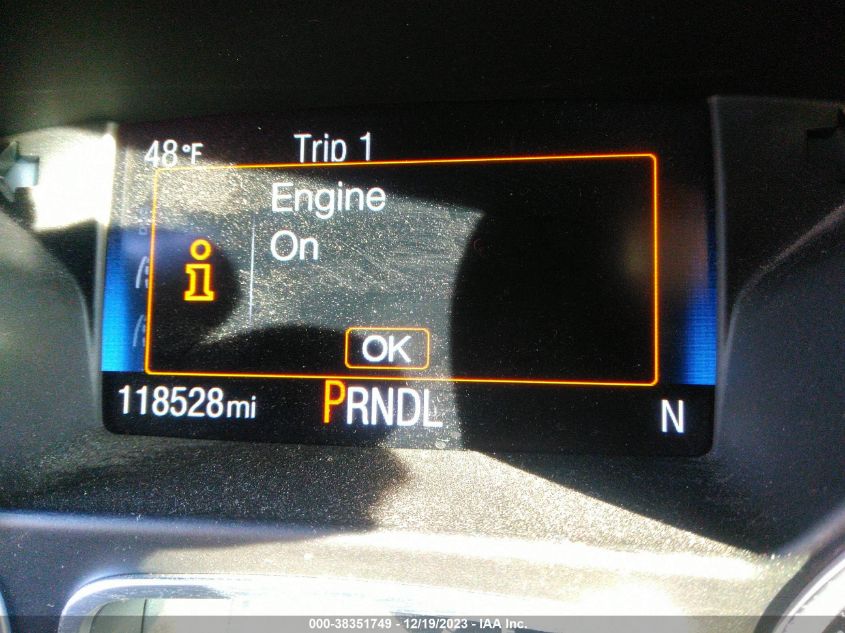 48°F Trip 1
Engine
On
OK
118528mi PRNDL N
000-38351749 - 12/19/2023 - IAA Inc.